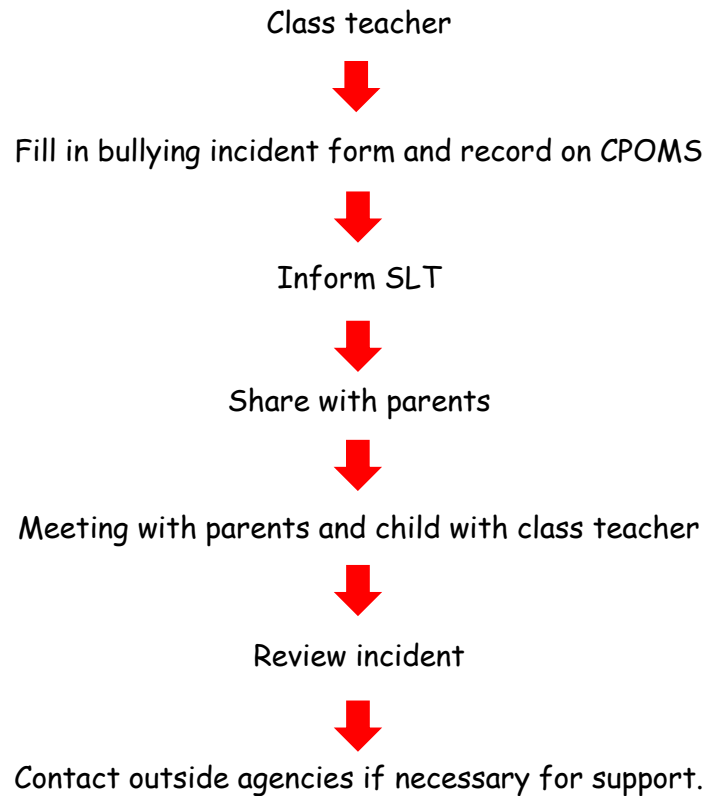 Class teacher
Fill in bullying incident form and record on CPOMS
Inform SLT
Share with parents
Meeting with parents and child with class teacher
Review incident
Contact outside agencies if necessary for support.